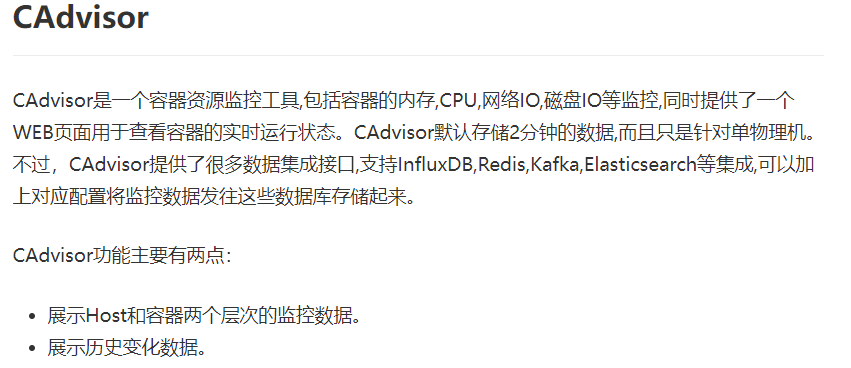 CAdvisor
CAdvisor是一个容器资源监控工具,包括容器的内存,CPU,网络IO,磁盘IO等监控,同时提供了一个
WEB页面用于查看容器的实时运行状态。CAdvisor默认存储2分钟的数据,而且只是针对单物理机。
不过，CAdvisor提供了很多数据集成接口,支持InfluxDB,Redis,Kafka,Elasticsearch等集成,可以加
上对应配置将监控数据发往这些数据库存储起来。
CAdvisor功能主要有两点：
• 展示Host和容器两个层次的监控数据。
• 展示历史变化数据。